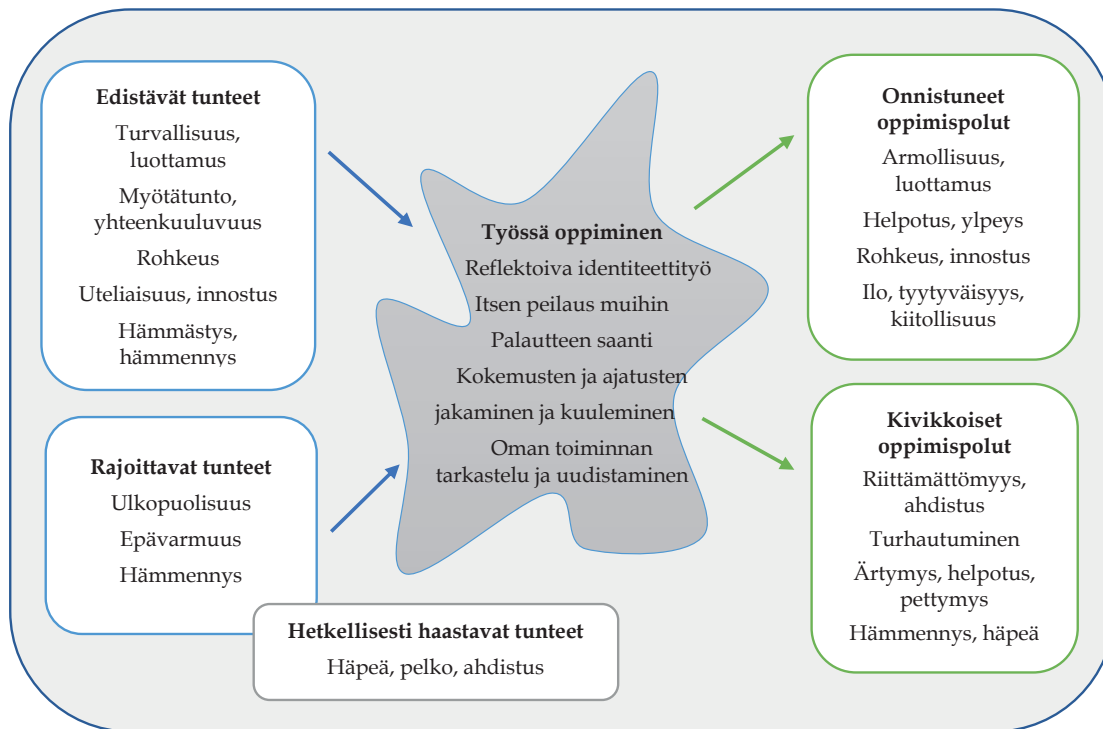 Edistävät tunteet
Turvallisuus,
luottamus
Myötätunto,
yhteenkuuluvuus
Rohkeus
Uteliaisuus, innostus
Hämmästys,
hämmennys
Rajoittavat tunteet
Ulkopuolisuus
Epävarmuus
Hämmennys
Hetkellisesti haastavat tunteet
Häpeä, pelko, ahdistus
Työssä oppiminen
Reflektoiva identiteettityö
Itsen peilaus muihin
Palautteen saanti
Kokemusten ja ajatusten
jakaminen ja kuuleminen
Oman toiminnan
tarkastelu ja uudistaminen
Onnistuneet
oppimispolut
Armollisuus,
luottamus
Helpotus, ylpeys
Rohkeus, innostus
Ilo, tyytyväisyys,
kiitollisuus
Kivikkoiset
oppimispolut
Riittämättömyys,
ahdistus
Turhautuminen
Ärtymys, helpotus,
pettymys
Hämmennys, häpeä